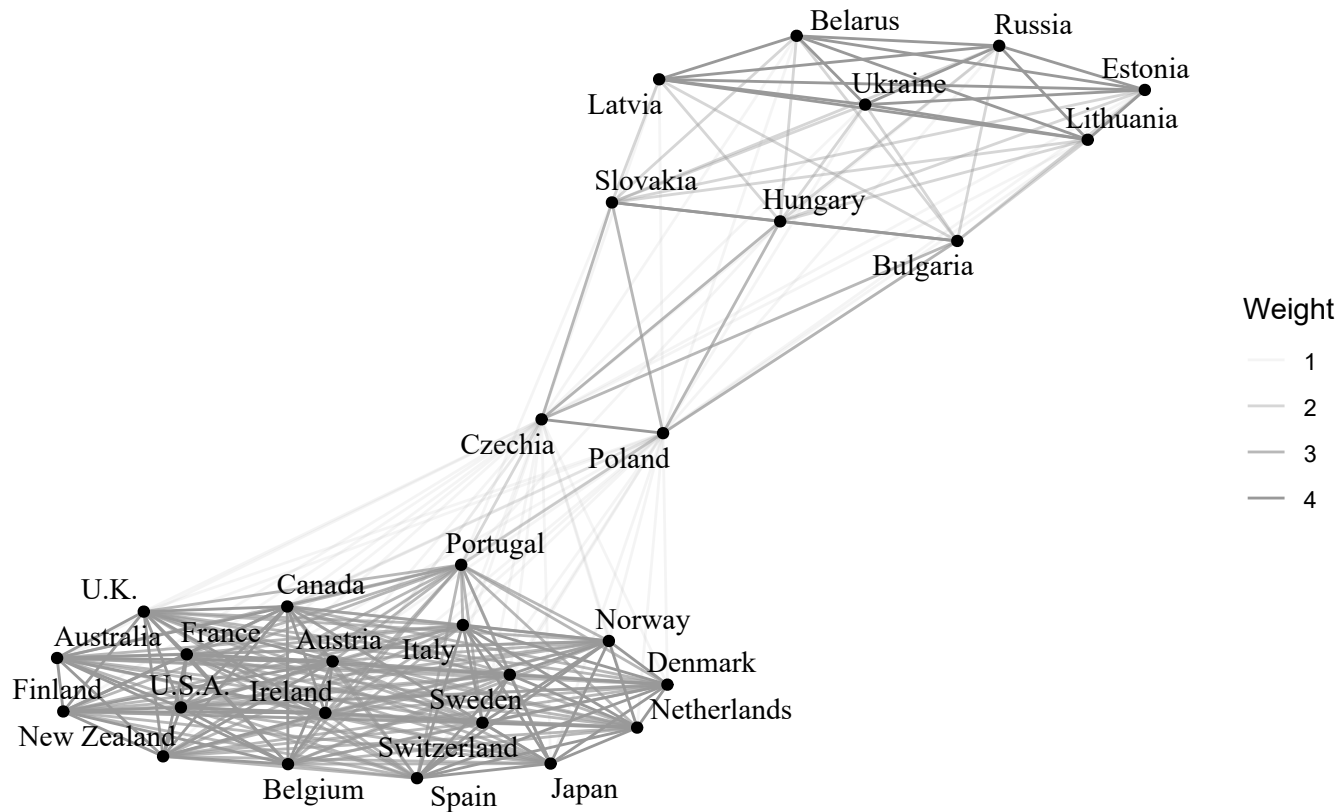 Belarus
Russia
Estonia
Ukraine
Latvia
Lithuania
Slovakia
Hungary
Bulgaria
Weight
1
2
3
4
Czechia
Poland
Portugal
U.K.
Canada
Norway
Australia
France
Austria
Italy
Denmark
Finland
U.S.A.
Ireland
Sweden
Netherlands
New Zealand
Switzerland
Belgium
Spain
Japan